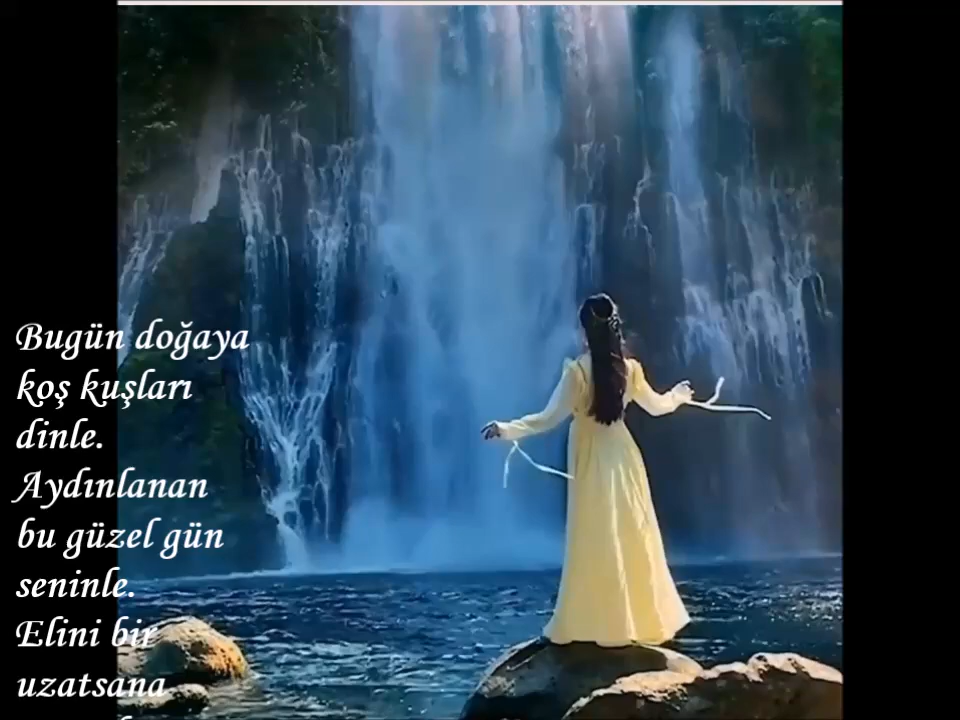 Bugün doğaya
koş kuşları
dinle.
Aydınlanan
bu güzel gün
seninle.
Elini bir
uzatsana